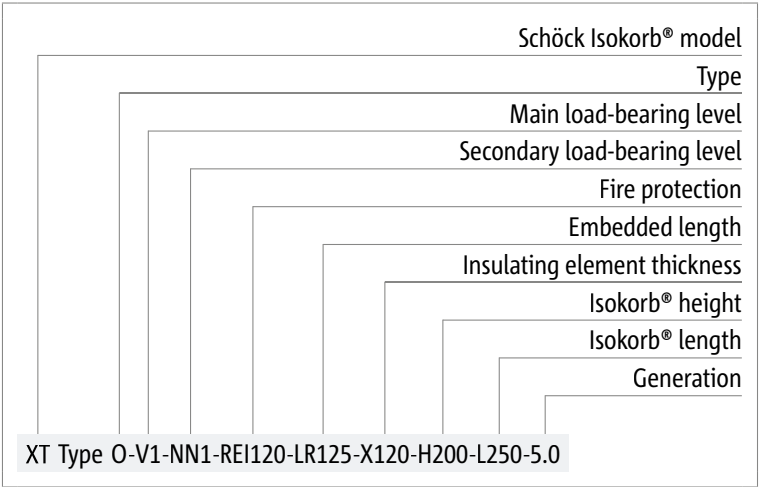 Schöck Isokorb® model
Type
Main load-bearing level
Secondary load-bearing level
Fire protection
Embedded length
Insulating element thickness
Isokorb® height
Isokorb® length
Generation
XT Type O-V1-NN1-REI120-LR125-X120-H200-L250-5.0